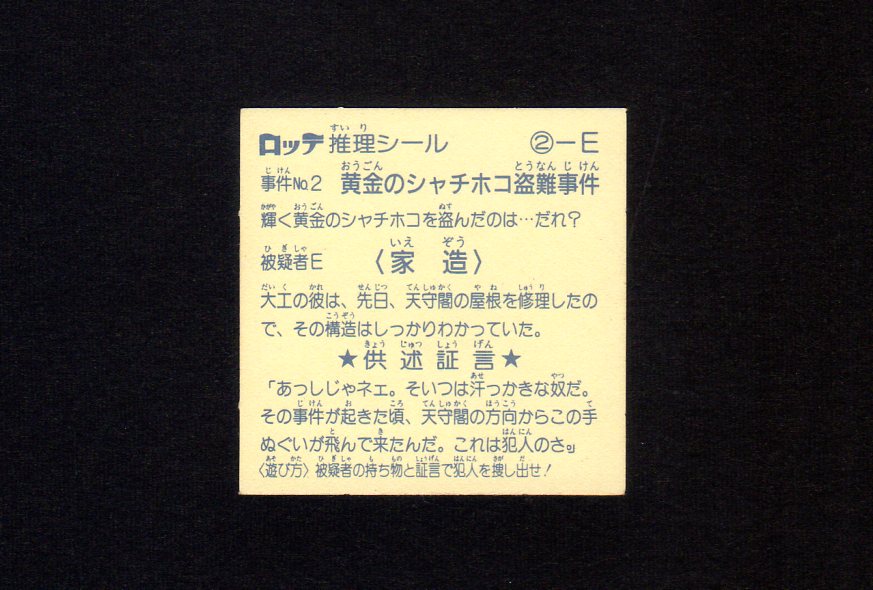 ロッテ推理シール ②−E
事件No.2 黄金のシャチホコ盗難事件
輝く黄金のシャチホコを盗んだのは…だれ?
被疑者E 〈家 造〉
大工の彼は、先日、天守閣の屋根を修理したの
で、その構造はしっかりわかっていた。
★供述証言★
「あっしじゃネェ。そいつは汗っかきな奴だ。
その事件が起きた頃、天守閣の方向からこの手
ぬぐいが飛んで来たんだ。これは犯人のさ。」
〈遊び方〉被疑者の持ち物と証言で犯人を捜し出せ!